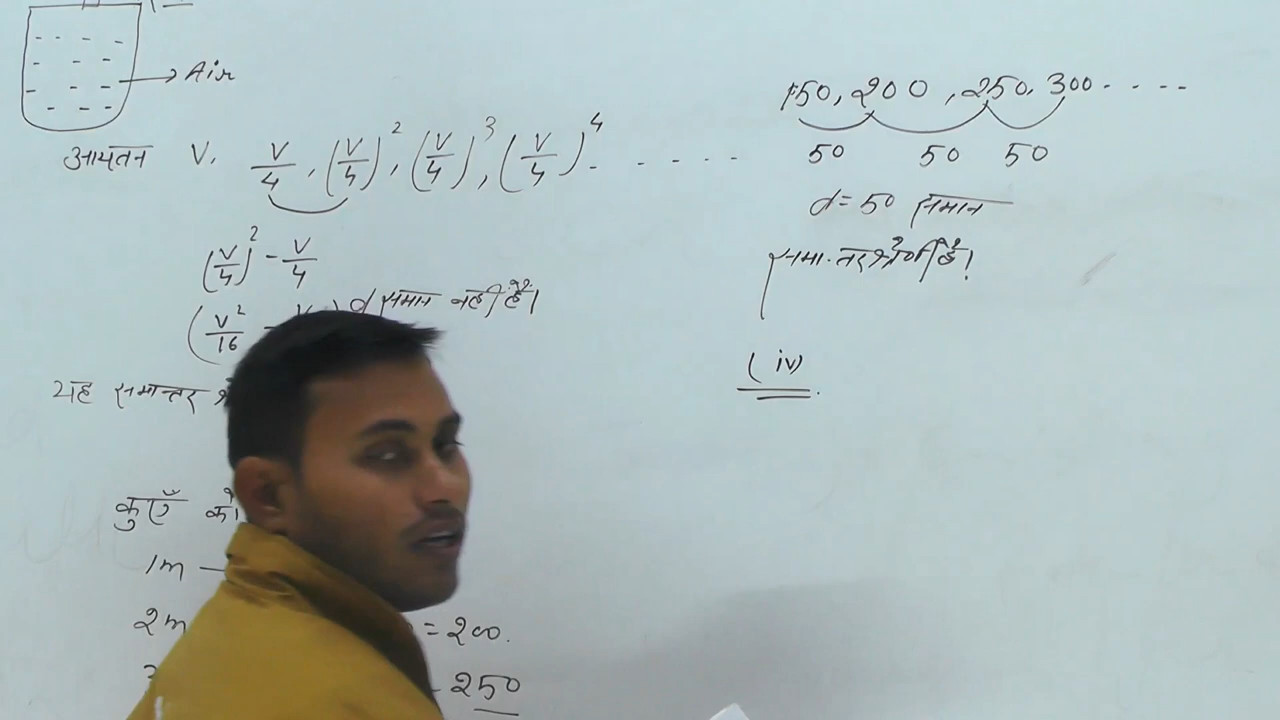 Air
आयतन V, V/4, (V/4)², (V/4)³, (V/4)⁴ - - - - -
(V/4)² - V/4
(V²/16 - V d समान नहीं है।
यह समान्तर
कुएँ को
1m —
2m = 200.
250
150, 200, 250, 300 - - - -
50 50 50
d = 50 समान
समा.तर श्रेणी है।
(iv)